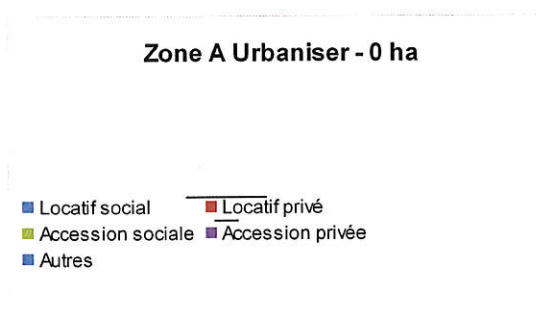 Zone A Urbaniser - 0 ha
Locatif social Locatif privé
Accession sociale Accession privée
Autres